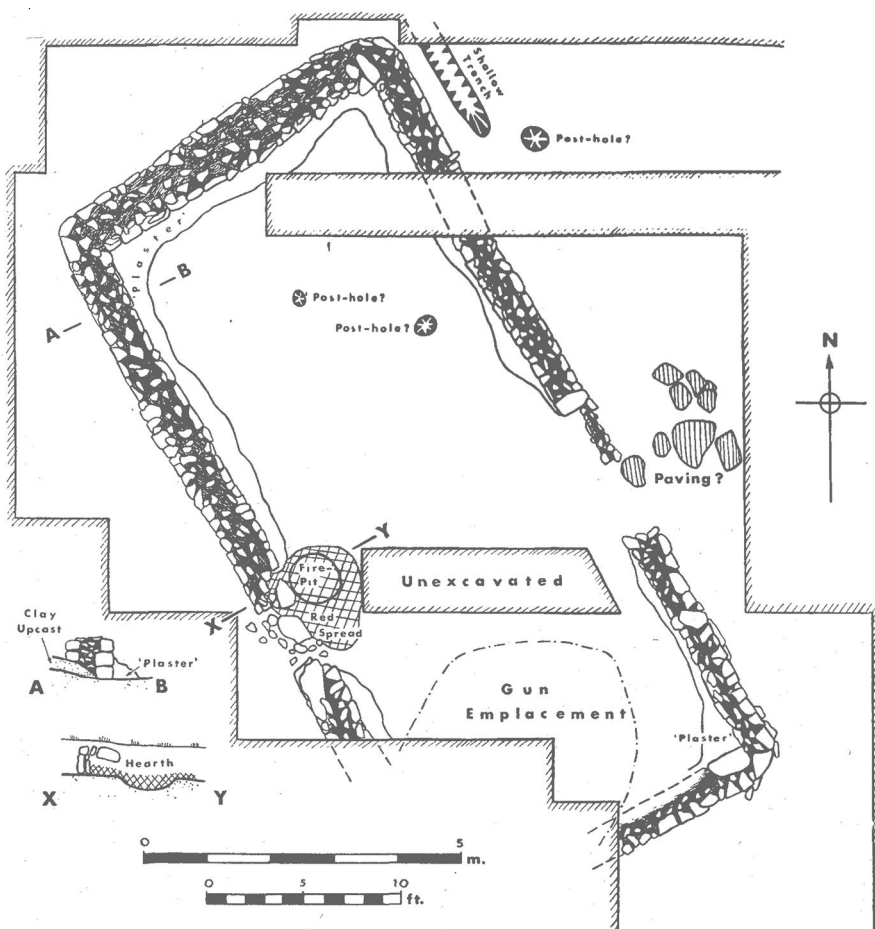 Shallow
Trench
Post-hole?
'Plaster'
B
A
Post-hole?
Post-hole?
N
Paving?
Y
Fire-
Pit
Unexcavated
X
Red
Spread
Clay
Upcast
'Plaster'
A B
Gun
Emplacement
'Plaster'
Hearth
X Y
0 5
m.
0 5 10
ft.